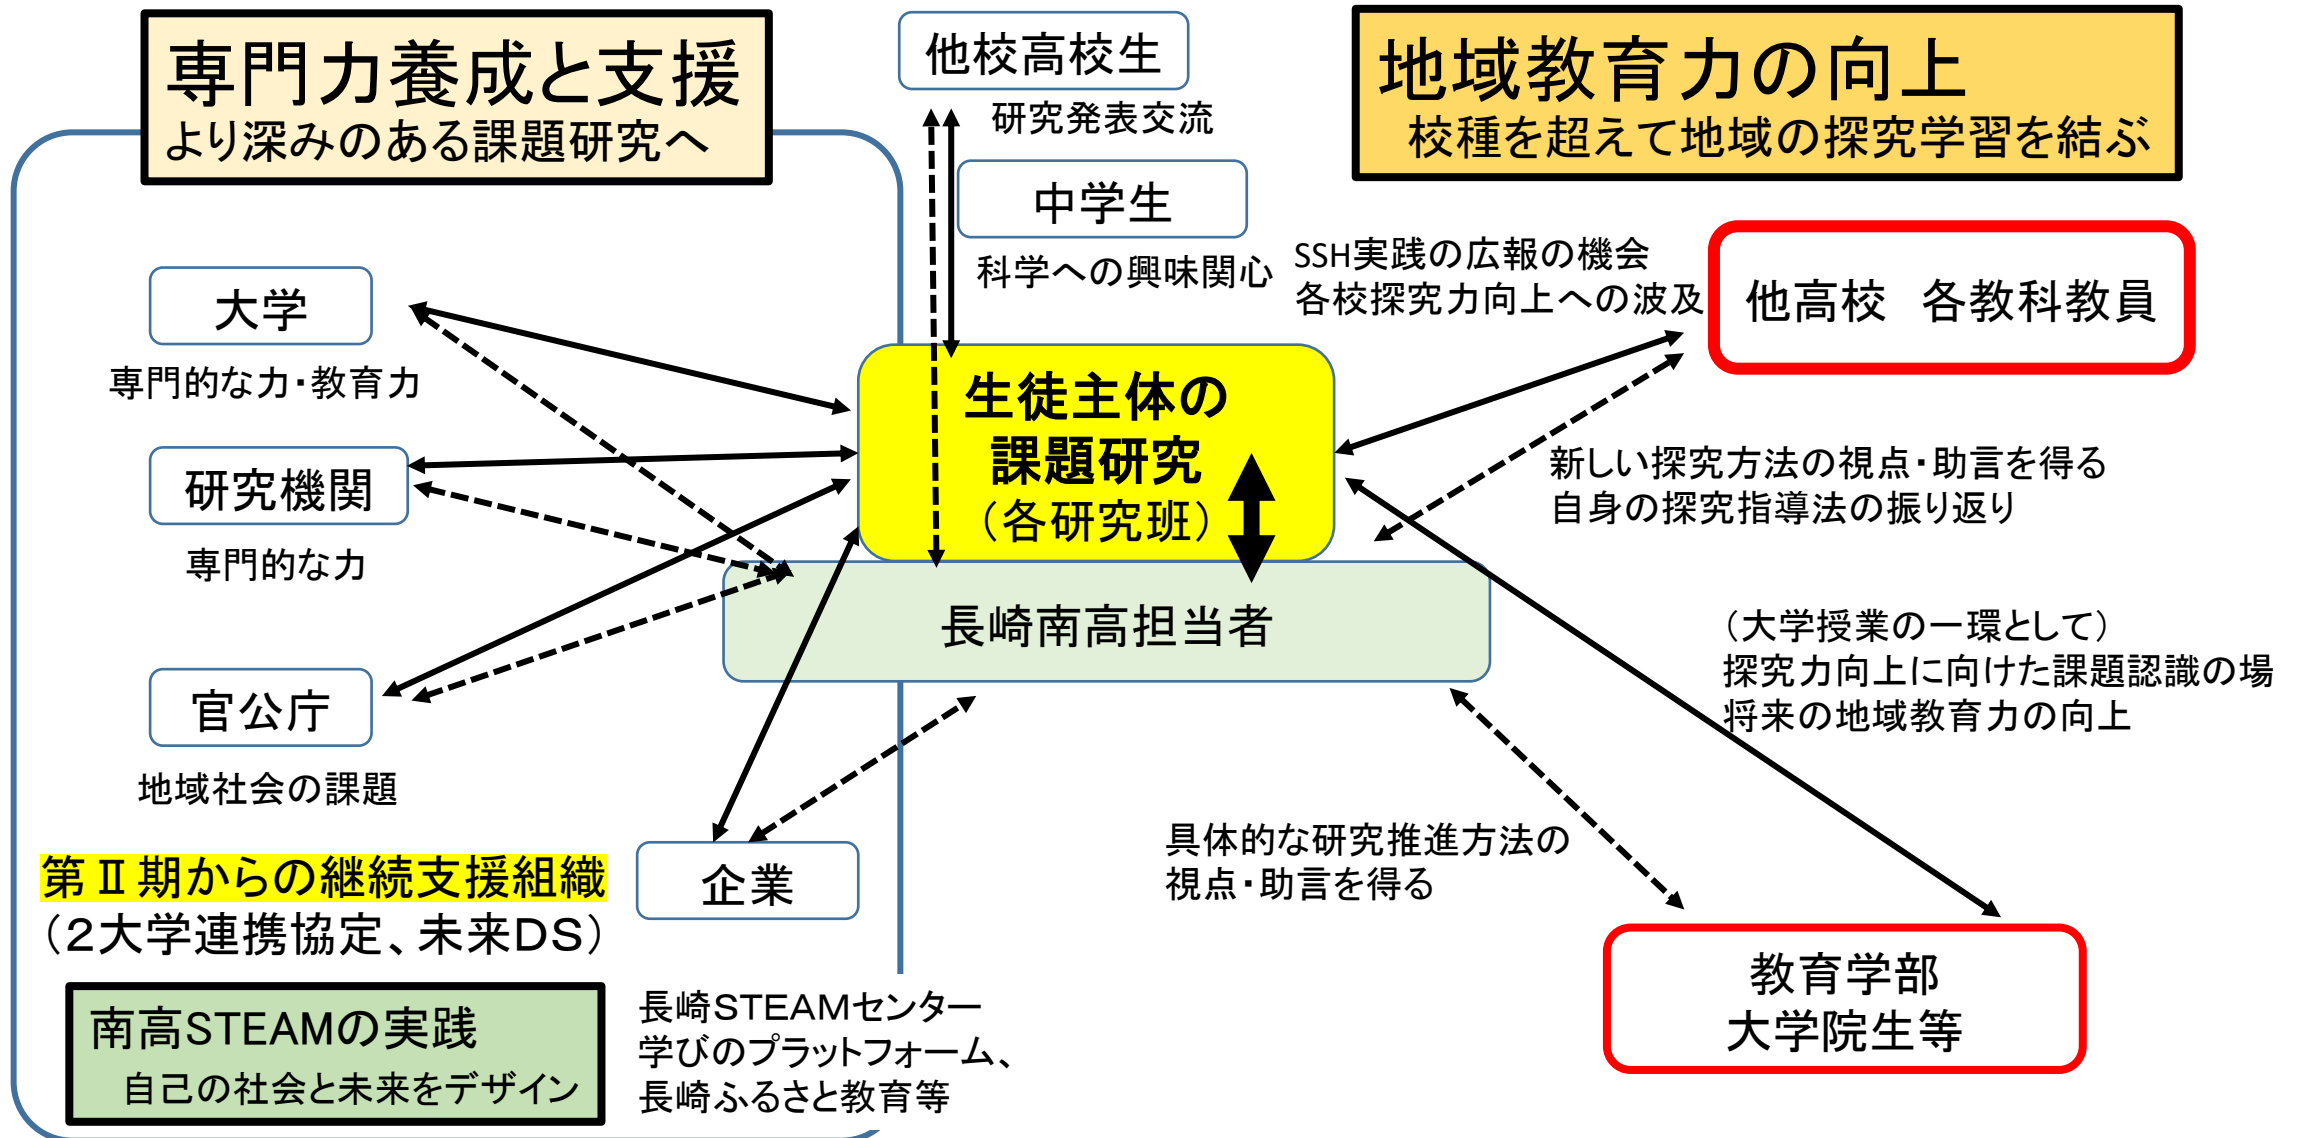 専門力養成と支援
より深みのある課題研究へ
他校高校生
研究発表交流
中学生
科学への興味関心
地域教育力の向上
校種を超えて地域の探究学習を結ぶ
SSH実践の広報の機会
各校探究力向上への波及
他高校　各教科教員
大学
専門的な力・教育力
研究機関
専門的な力
官公庁
地域社会の課題
生徒主体の
課題研究
（各研究班）
長崎南高担当者
新しい探究方法の視点・助言を得る
自身の探究指導法の振り返り
（大学授業の一環として）
探究力向上に向けた課題認識の場
将来の地域教育力の向上
具体的な研究推進方法の
視点・助言を得る
第Ⅱ期からの継続支援組織
（２大学連携協定、未来ＤＳ）
企業
南高STEAMの実践
自己の社会と未来をデザイン
長崎ＳＴＥＡＭセンター
学びのプラットフォーム、
長崎ふるさと教育等
教育学部
大学院生等